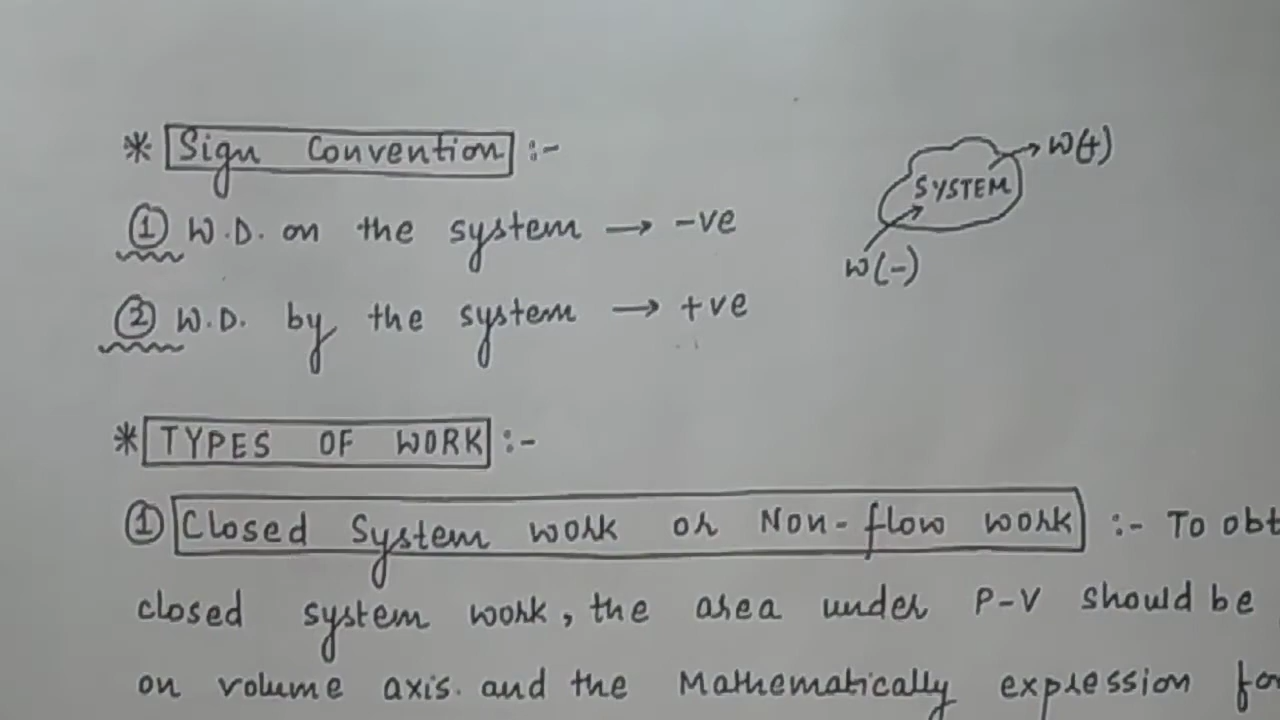 * Sign Convention :-
① W.D. on the system → -ve
② W.D. by the system → +ve
W(+)
SYSTEM
W(-)
* TYPES OF WORK :-
① Closed System work or Non-flow work :- To obt
closed system work, the area under P-V should be
on volume axis. and the Mathematically expression for